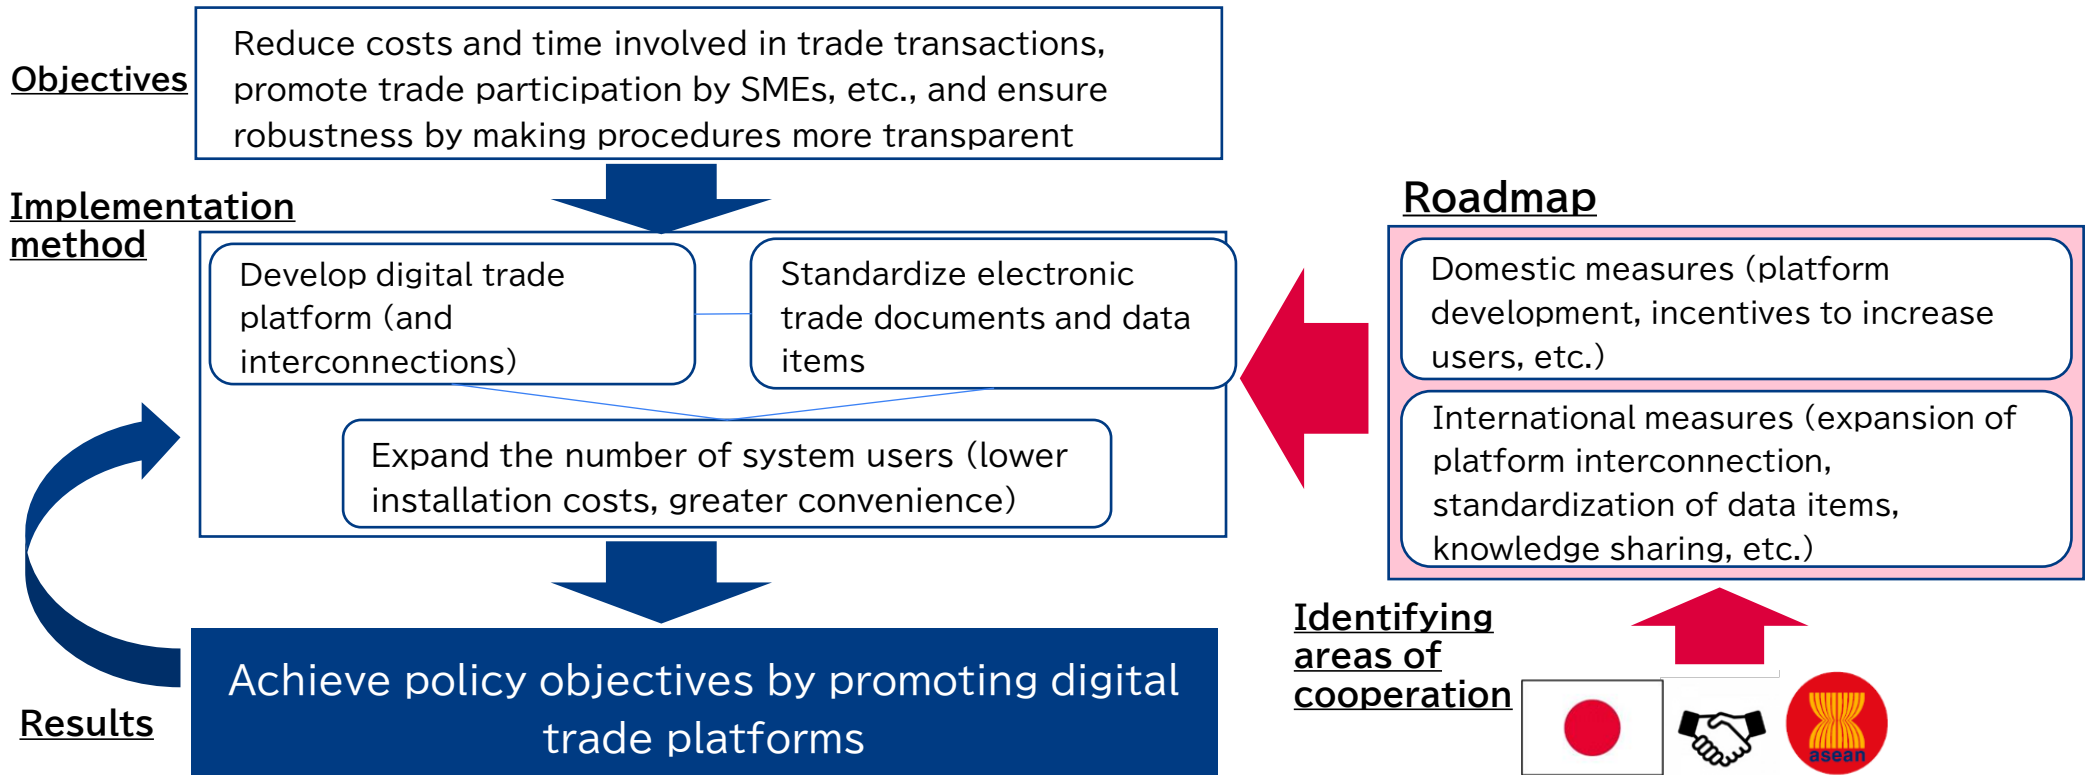 Objectives
Reduce costs and time involved in trade transactions,
promote trade participation by SMEs, etc., and ensure
robustness by making procedures more transparent
Implementation
method
Develop digital trade
platform (and
interconnections)
Standardize electronic
trade documents and data
items
Expand the number of system users (lower
installation costs, greater convenience)
Results
Achieve policy objectives by promoting digital
trade platforms
Roadmap
Domestic measures (platform
development, incentives to increase
users, etc.)
International measures (expansion of
platform interconnection,
standardization of data items,
knowledge sharing, etc.)
Identifying
areas of
cooperation
asean